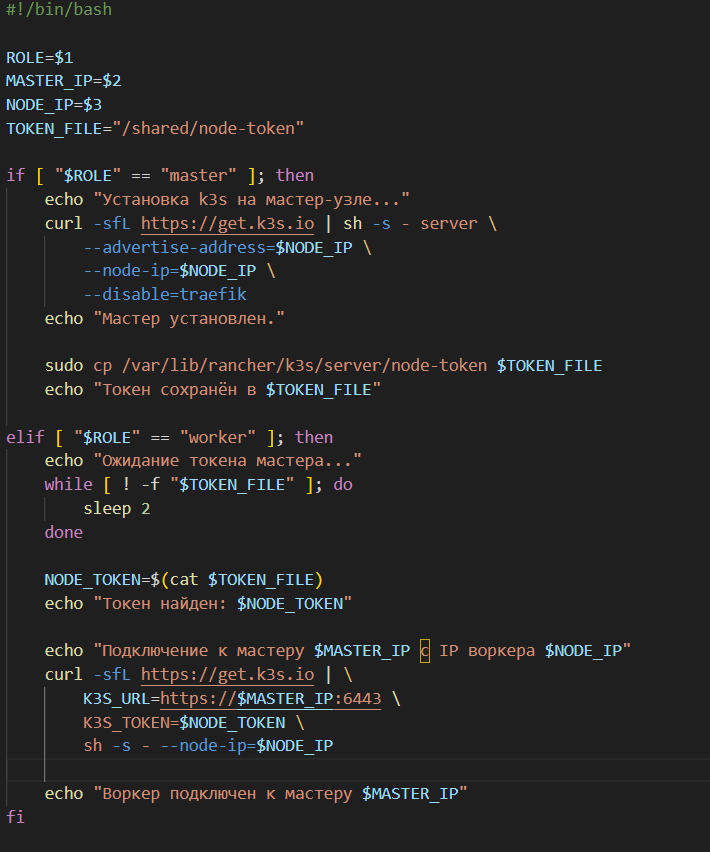 #!/bin/bash
ROLE=$1
MASTER_IP=$2
NODE_IP=$3
TOKEN_FILE="/shared/node-token"
if [ "$ROLE" == "master" ]; then
echo "Установка k3s на мастер-узле..."
curl -sfL https://get.k3s.io | sh -s - server \
--advertise-address=$NODE_IP \
--node-ip=$NODE_IP \
--disable=traefik
echo "Мастер установлен."
sudo cp /var/lib/rancher/k3s/server/node-token $TOKEN_FILE
echo "Токен сохранён в $TOKEN_FILE"
elif [ "$ROLE" == "worker" ]; then
echo "Ожидание токена мастера..."
while [ ! -f "$TOKEN_FILE" ]; do
sleep 2
done
NODE_TOKEN=$(cat $TOKEN_FILE)
echo "Токен найден: $NODE_TOKEN"
echo "Подключение к мастеру $MASTER_IP с IP воркера $NODE_IP"
curl -sfL https://get.k3s.io | \
K3S_URL=https://$MASTER_IP:6443 \
K3S_TOKEN=$NODE_TOKEN \
sh -s - --node-ip=$NODE_IP
echo "Воркер подключен к мастеру $MASTER_IP"
fi